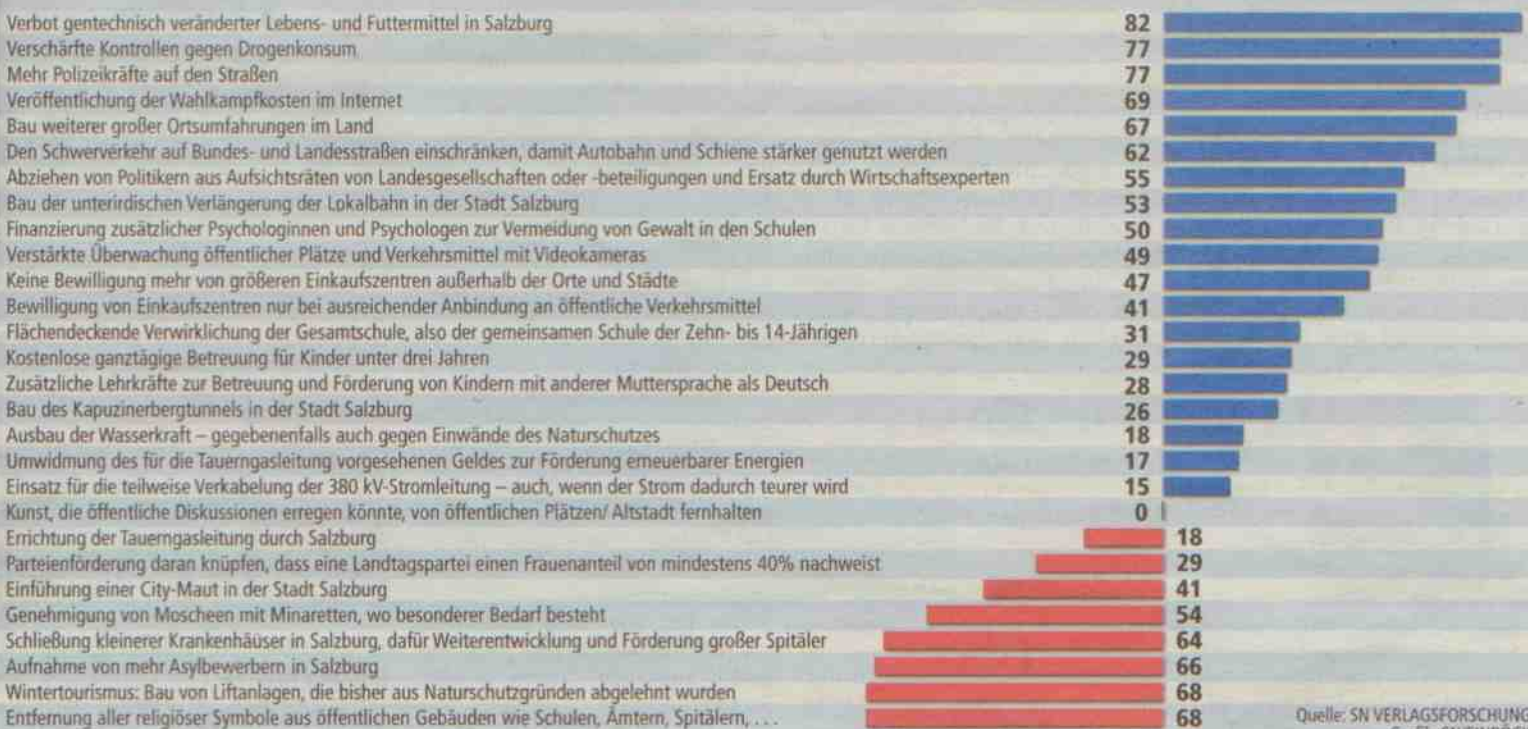 Verbot gentechnisch veränderter Lebens- und Futtermittel in Salzburg 82
Verschärfte Kontrollen gegen Drogenkonsum 77
Mehr Polizeikräfte auf den Straßen 77
Veröffentlichung der Wahlkampfkosten im Internet 69
Bau weiterer großer Ortsumfahrungen im Land 67
Den Schwerverkehr auf Bundes- und Landesstraßen einschränken, damit Autobahn und Schiene stärker genutzt werden 62
Abziehen von Politikern aus Aufsichtsräten von Landesgesellschaften oder -beteiligungen und Ersatz durch Wirtschaftsexperten 55
Bau der unterirdischen Verlängerung der Lokalbahn in der Stadt Salzburg 53
Finanzierung zusätzlicher Psychologinnen und Psychologen zur Vermeidung von Gewalt in den Schulen 50
Verstärkte Überwachung öffentlicher Plätze und Verkehrsmittel mit Videokameras 49
Keine Bewilligung mehr von größeren Einkaufszentren außerhalb der Orte und Städte 47
Bewilligung von Einkaufszentren nur bei ausreichender Anbindung an öffentliche Verkehrsmittel 41
Flächendeckende Verwirklichung der Gesamtschule, also der gemeinsamen Schule der Zehn- bis 14-Jährigen 31
Kostenlose ganztägige Betreuung für Kinder unter drei Jahren 29
Zusätzliche Lehrkräfte zur Betreuung und Förderung von Kindern mit anderer Muttersprache als Deutsch 28
Bau des Kapuzinerbergtunnels in der Stadt Salzburg 26
Ausbau der Wasserkraft – gegebenenfalls auch gegen Einwände des Naturschutzes 18
Umwidmung des für die Tauerngasleitung vorgesehenen Geldes zur Förderung erneuerbarer Energien 17
Einsatz für die teilweise Verkabelung der 380 kV-Stromleitung – auch, wenn der Strom dadurch teurer wird 15
Kunst, die öffentliche Diskussionen erregen könnte, von öffentlichen Plätzen/ Altstadt fernhalten 0
Errichtung der Tauerngasleitung durch Salzburg 18
Parteienförderung daran knüpfen, dass eine Landtagspartei einen Frauenanteil von mindestens 40% nachweist 29
Einführung einer City-Maut in der Stadt Salzburg 41
Genehmigung von Moscheen mit Minaretten, wo besonderer Bedarf besteht 54
Schließung kleinerer Krankenhäuser in Salzburg, dafür Weiterentwicklung und Förderung großer Spitäler 64
Aufnahme von mehr Asylbewerbern in Salzburg 66
Wintertourismus: Bau von Liftanlagen, die bisher aus Naturschutzgründen abgelehnt wurden 68
Entfernung aller religiöser Symbole aus öffentlichen Gebäuden wie Schulen, Ämtern, Spitälern, . . . 68
Quelle: SN VERLAGSFORSCHUNG